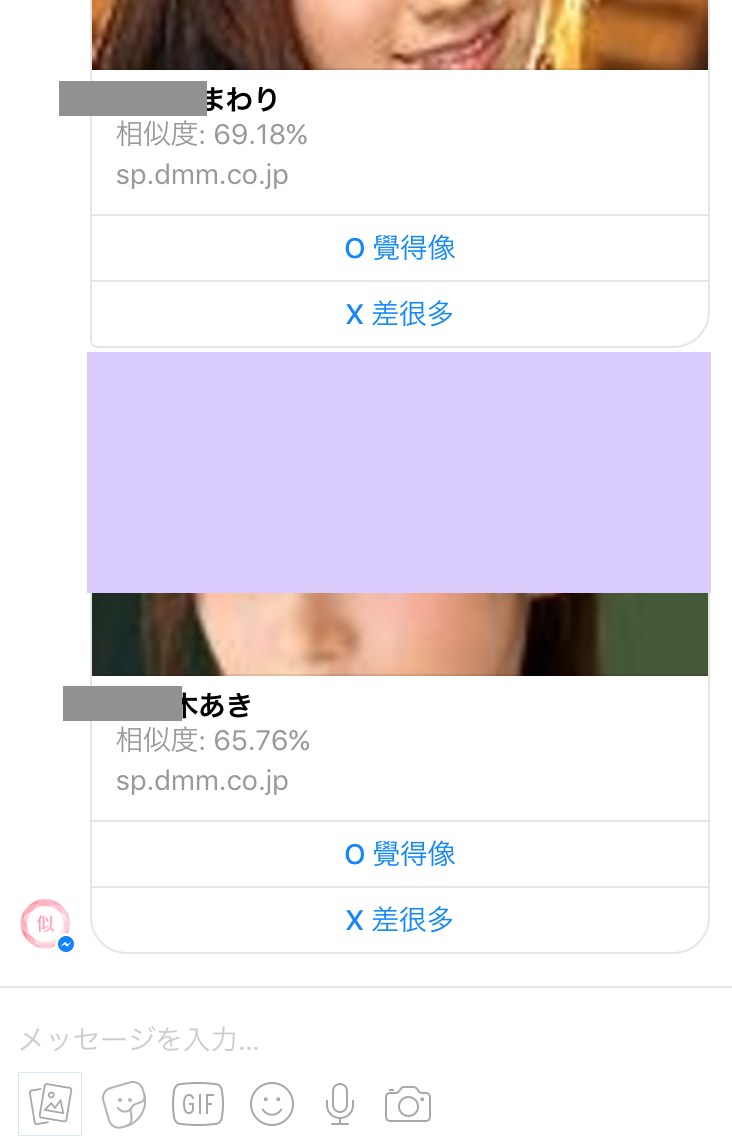 まわり
相似度: 69.18%
sp.dmm.co.jp
O 覺得像
X 差很多
木あき
相似度: 65.76%
sp.dmm.co.jp
O 覺得像
X 差很多
似
メッセージを入力...
GIF